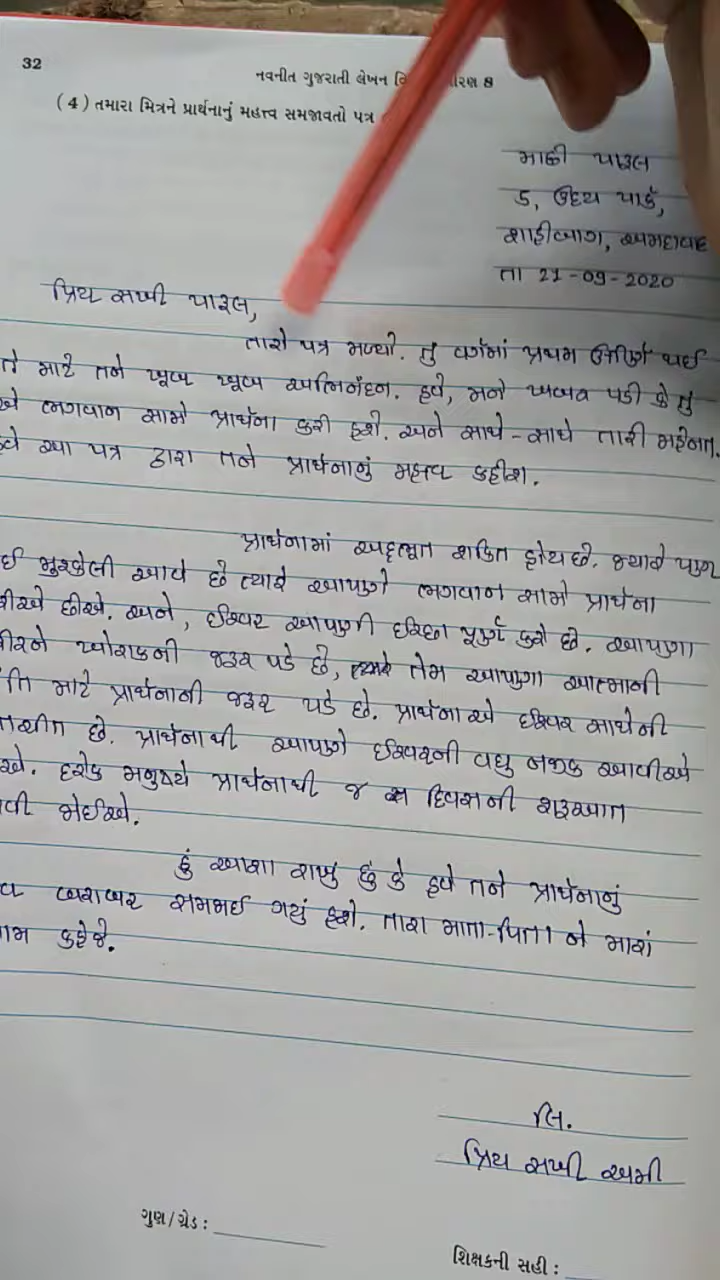 32
નવનીત ગુજરાતી લેખન
(4) તમારા મિત્રને પ્રાર્થનાનું મહત્ત્વ સમજાવતો પત્ર
માળી પારૂલ
ડ, ઉદય પાર્ક,
શાહીબાગ, અમદાવાદ
તા 21-09-2020
પ્રિય સખી પારૂલ,
તારો પત્ર મળ્યો. તુ વર્ગમાં પ્રથમ ઉત્તીર્ણ થઈ
તે માટે તને ખૂબ ખૂબ અભિનંદન. હવે, મને ખબર પડી કે તુ
ભગવાન સામે પ્રાર્થના કરી હશે. અને સાથે-સાથે તારી મહેનત.
આ પત્ર દ્વારા તને પ્રાર્થનાનું મહત્વ કહીશ.
પ્રાર્થનામાં અદ્ભૂત શક્તિ હોય છે. જ્યારે પણ
મુશ્કેલી આવે છે ત્યારે આપણે ભગવાન સામે પ્રાર્થના
છીએ. અને, ઈશ્વર આપણી ઈચ્છા પૂર્ણ કરે છે. આપણા
ખોરાકની જરૂર પડે છે, તેમ આપણા આત્માની
માટે પ્રાર્થનાની જરૂર પડે છે. પ્રાર્થના એ ઈશ્વર સાથેની
છે. પ્રાર્થનાથી આપણે ઈશ્વરની વધુ નજીક આવીએ
દરેક મનુષ્યે પ્રાર્થનાથી જ દિવસની શરૂઆત
જોઈએ.
હું આશા રાખુ છું કે હવે તને પ્રાર્થનાનું
બરાબર સમજાઈ ગયું હશે. તારા માતા-પિતા ને મારાં
કહેજે.
લિ.
પ્રિય સખી અમી
ગુણ/ગ્રેડ :
શિક્ષકની સહી :